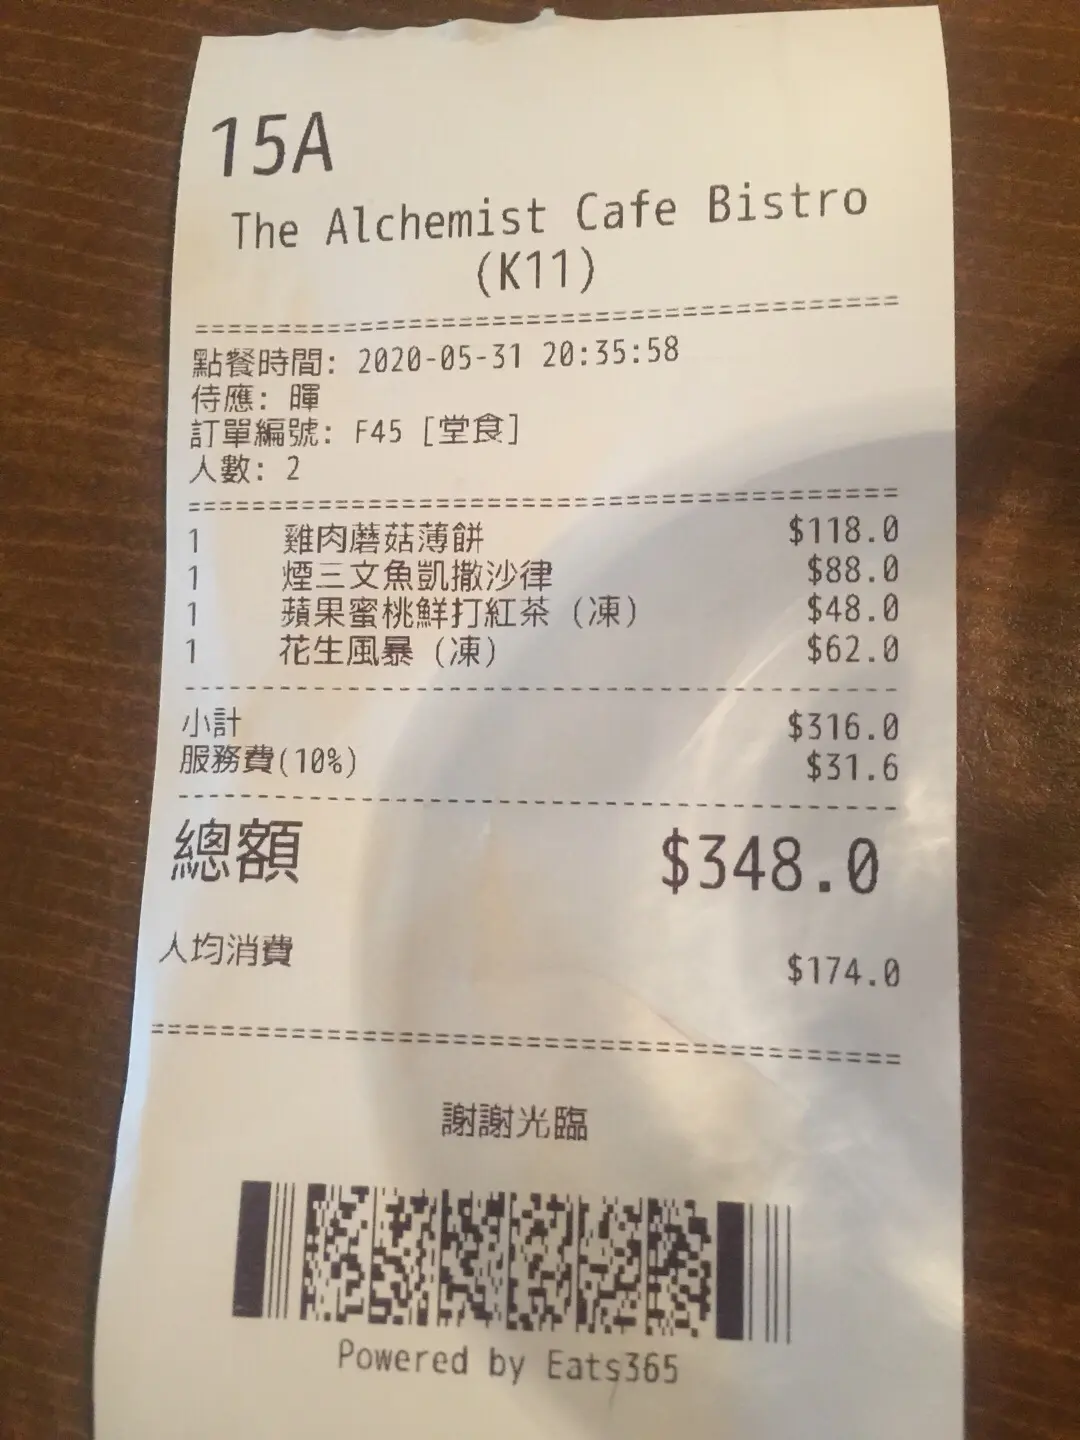 15A
The Alchemist Cafe Bistro
(K11)
========================================
點餐時間: 2020-05-31 20:35:58
侍應: 暉
訂單編號: F45 [堂食]
人數: 2
========================================
1 雞肉蘑菇薄餅 $118.0
1 煙三文魚凱撒沙律 $88.0
1 蘋果蜜桃鮮打紅茶 (凍) $48.0
1 花生風暴 (凍) $62.0
----------------------------------------
小計 $316.0
服務費(10%) $31.6
----------------------------------------
總額 $348.0
人均消費 $174.0
========================================
謝謝光臨
Powered by Eats365